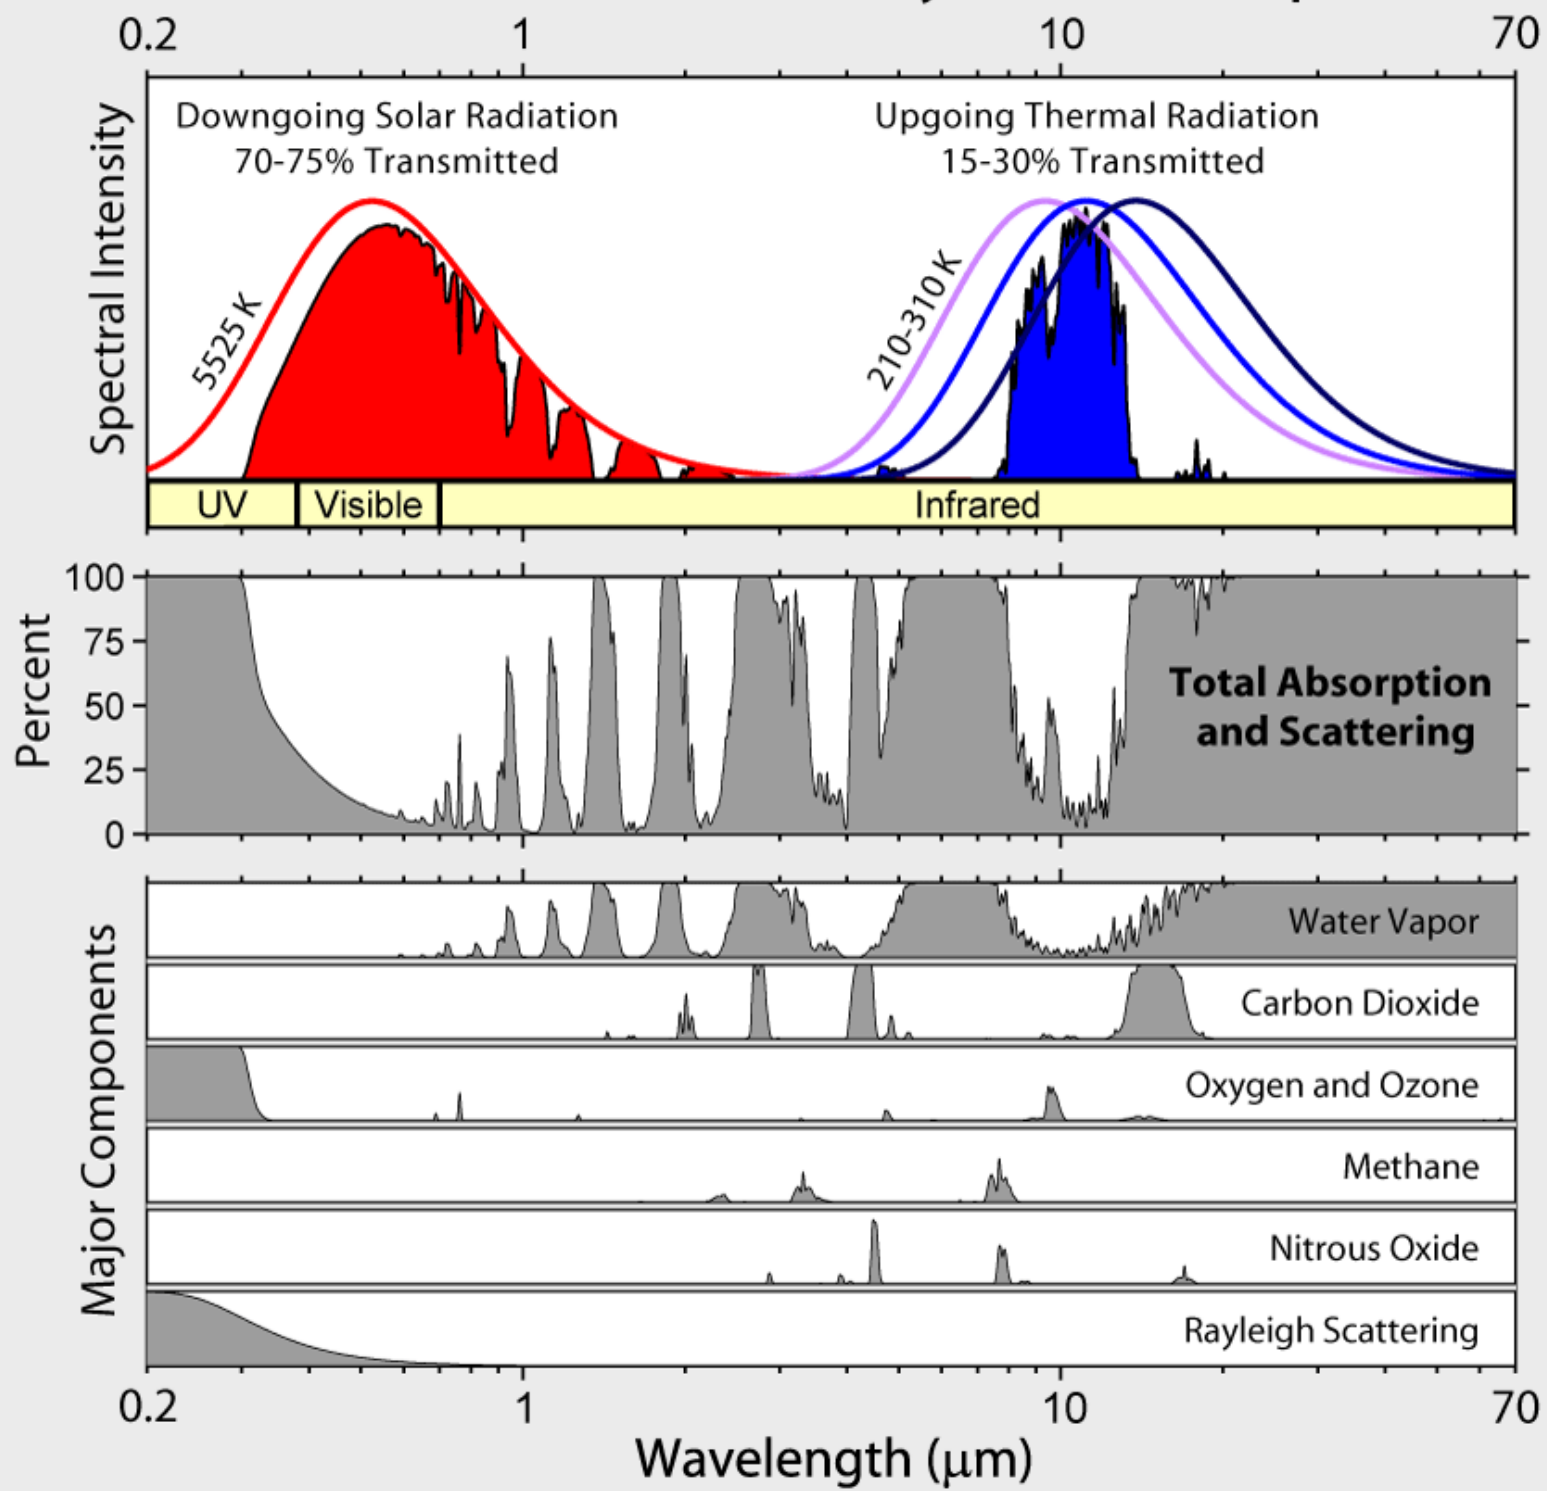 0.2 1 10 70
Downgoing Solar Radiation
70-75% Transmitted
Upgoing Thermal Radiation
15-30% Transmitted
Spectral Intensity
5525 K
210-310 K
UV Visible Infrared
Percent
100
75
50
25
0
Total Absorption
and Scattering
Major Components
Water Vapor
Carbon Dioxide
Oxygen and Ozone
Methane
Nitrous Oxide
Rayleigh Scattering
0.2 1 10 70
Wavelength (μm)